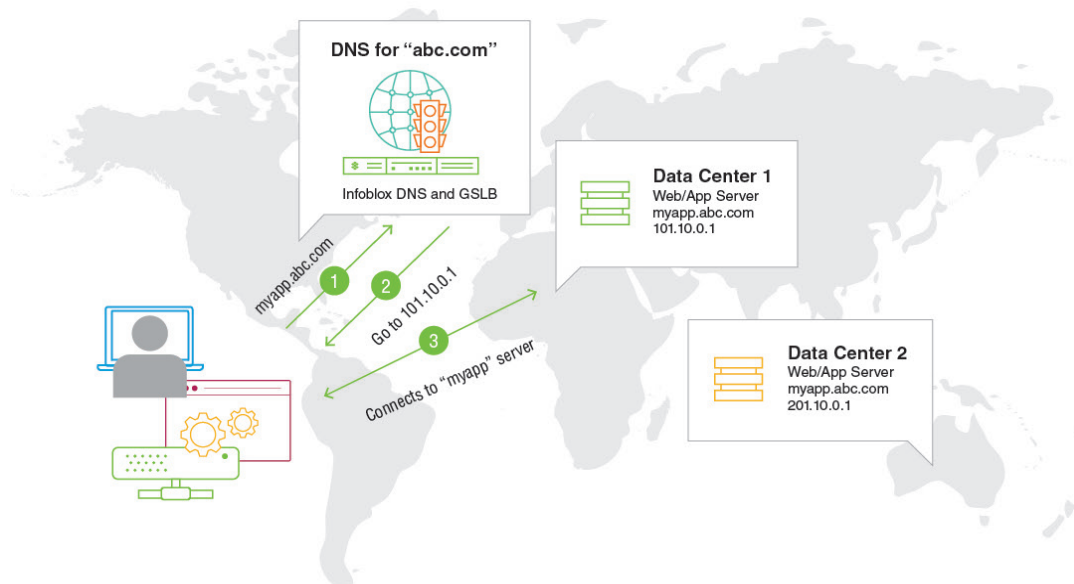 DNS for “abc.com”
Infoblox DNS and GSLB
Data Center 1
Web/App Server
myapp.abc.com
101.10.0.1
myapp.abc.com
1
2
Go to 101.10.0.1
3
Connects to “myapp” server
Data Center 2
Web/App Server
myapp.abc.com
201.10.0.1